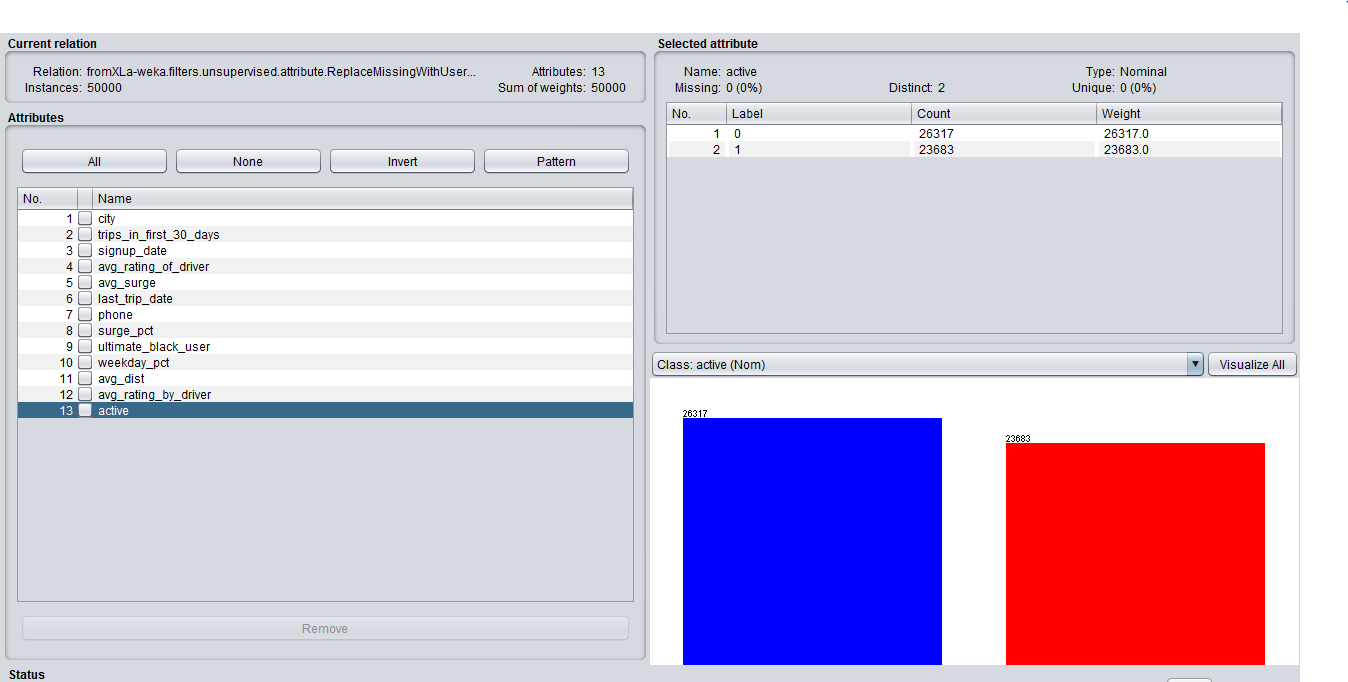 Current relation
Relation: fromXLa-weka.filters.unsupervised.attribute.ReplaceMissingWithUser... Attributes: 13
Instances: 50000 Sum of weights: 50000
Attributes
All None Invert Pattern
No. Name
1 city
2 trips_in_first_30_days
3 signup_date
4 avg_rating_of_driver
5 avg_surge
6 last_trip_date
7 phone
8 surge_pct
9 ultimate_black_user
10 weekday_pct
11 avg_dist
12 avg_rating_by_driver
13 active
Remove
Status
Selected attribute
Name: active Type: Nominal
Missing: 0 (0%) Distinct: 2 Unique: 0 (0%)
No. Label Count Weight
1 0 26317 26317.0
2 1 23683 23683.0
Class: active (Nom) Visualize All
26317
23683